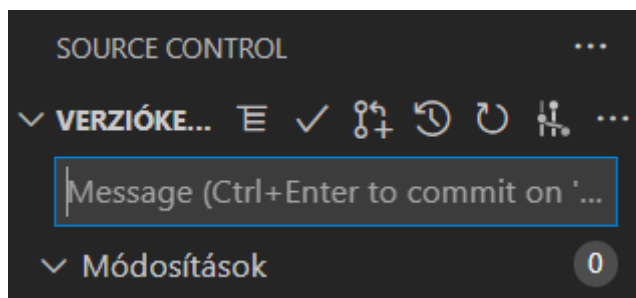 SOURCE CONTROL ...
VERZIÓKE... ...
Message (Ctrl+Enter to commit on '...
Módosítások 0